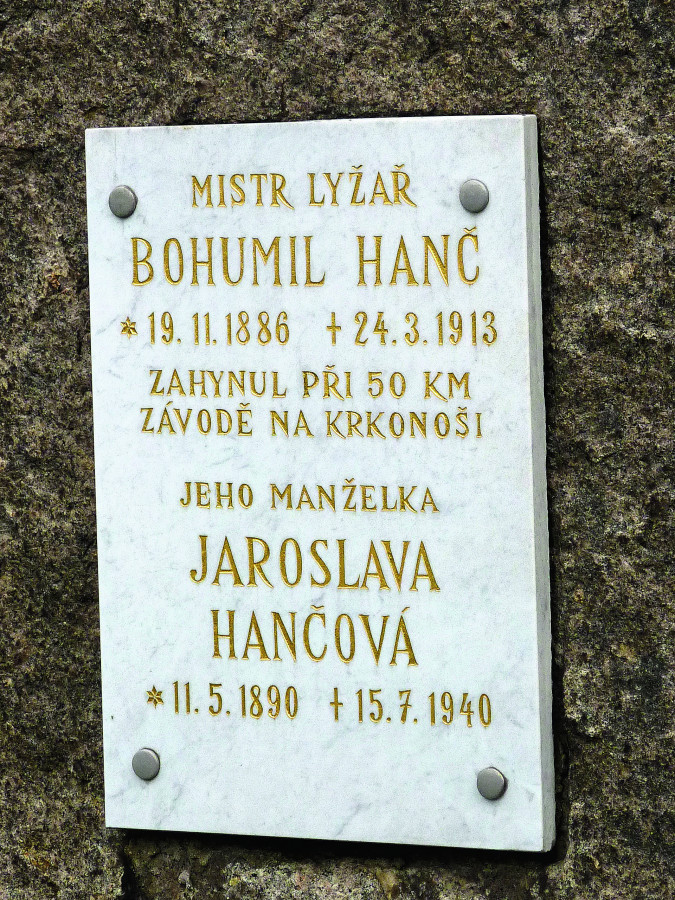 MISTR LYŽAŘ
BOHUMIL HANČ
* 19. 11. 1886 † 24. 3. 1913
ZAHYNUL PŘI 50 KM
ZÁVODĚ NA KRKONOŠI
JEHO MANŽELKA
JAROSLAVA
HANČOVÁ
* 11. 5. 1890 † 15. 7. 1940